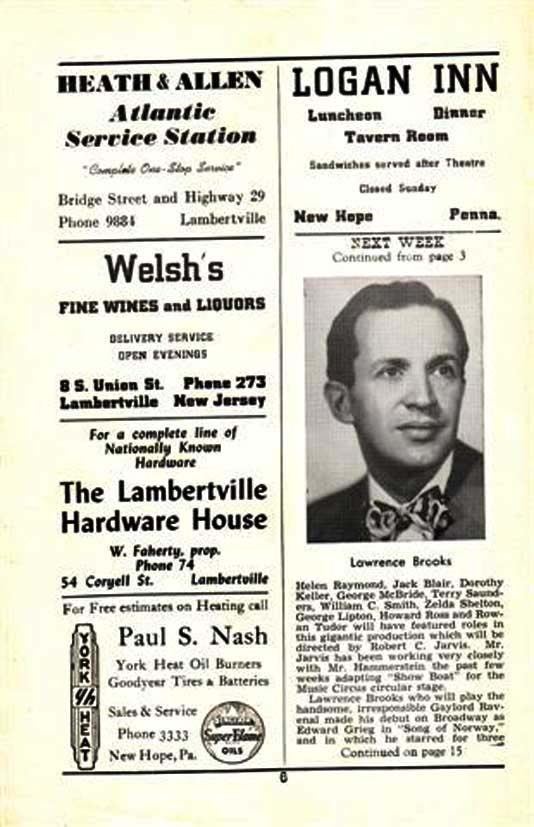 HEATH & ALLEN
Atlantic
Service Station
"Complete One-Stop Service"
Bridge Street and Highway 29
Phone 9884 Lambertville
Welsh's
FINE WINES and LIQUORS
DELIVERY SERVICE
OPEN EVENINGS
8 S. Union St. Phone 273
Lambertville New Jersey
For a complete line of
Nationally Known
Hardware
The Lambertville
Hardware House
W. Faherty, prop.
Phone 74
54 Coryell St. Lambertville
For Free estimates on Heating call
YORK
HEAT
Paul S. Nash
York Heat Oil Burners
Goodyear Tires & Batteries
Sales & Service
Phone 3333
New Hope, Pa.
SuperFlame
OILS
LOGAN INN
Luncheon Dinner
Tavern Room
Sandwiches served after Theatre
Closed Sunday
New Hope Penna.
NEXT WEEK
Continued from page 3
Lawrence Brooks
Helen Raymond, Jack Blair, Dorothy
Keller, George McBride, Terry Saund-
ers, William C. Smith, Zelda Shelton,
George Lipton, Howard Ross and Row-
an Tudor will have featured roles in
this gigantic production which will be
directed by Robert C. Jarvis. Mr.
Jarvis has been working very closely
with Mr. Hammerstein the past few
weeks adapting "Show Boat" for the
Music Circus circular stage.
Lawrence Brooks who will play the
handsome, irresponsible Gaylord Rav-
enal made his debut on Broadway as
Edward Grieg in "Song of Norway,"
and in which he starred for three
Continued on page 15
6